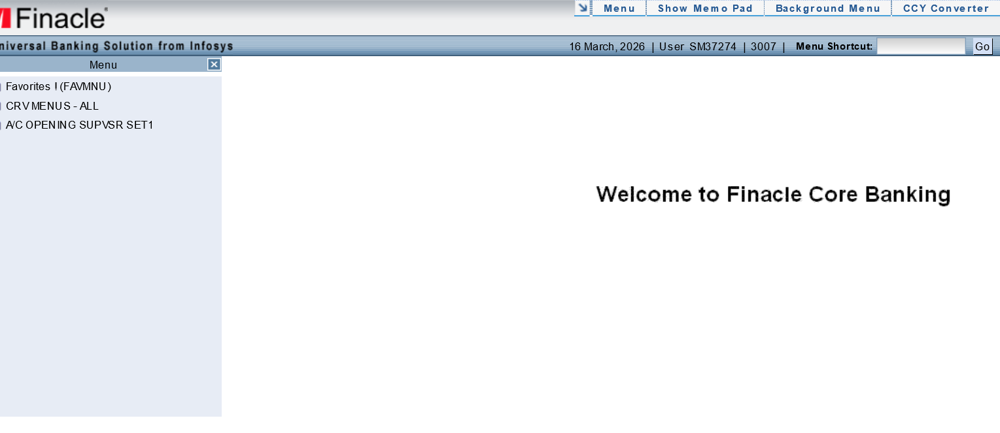 Menu Show Memo Pad Background Menu CCY Converter
Finacle
niversal Banking Solution from Infosys
16 March, 2026 | User SM37274 | 3007 | Menu Shortcut: Go
Menu
Favorites ! (FAVMNU)
CRV MENUS - ALL
A/C OPENING SUPVSR SET1
Welcome to Finacle Core Banking